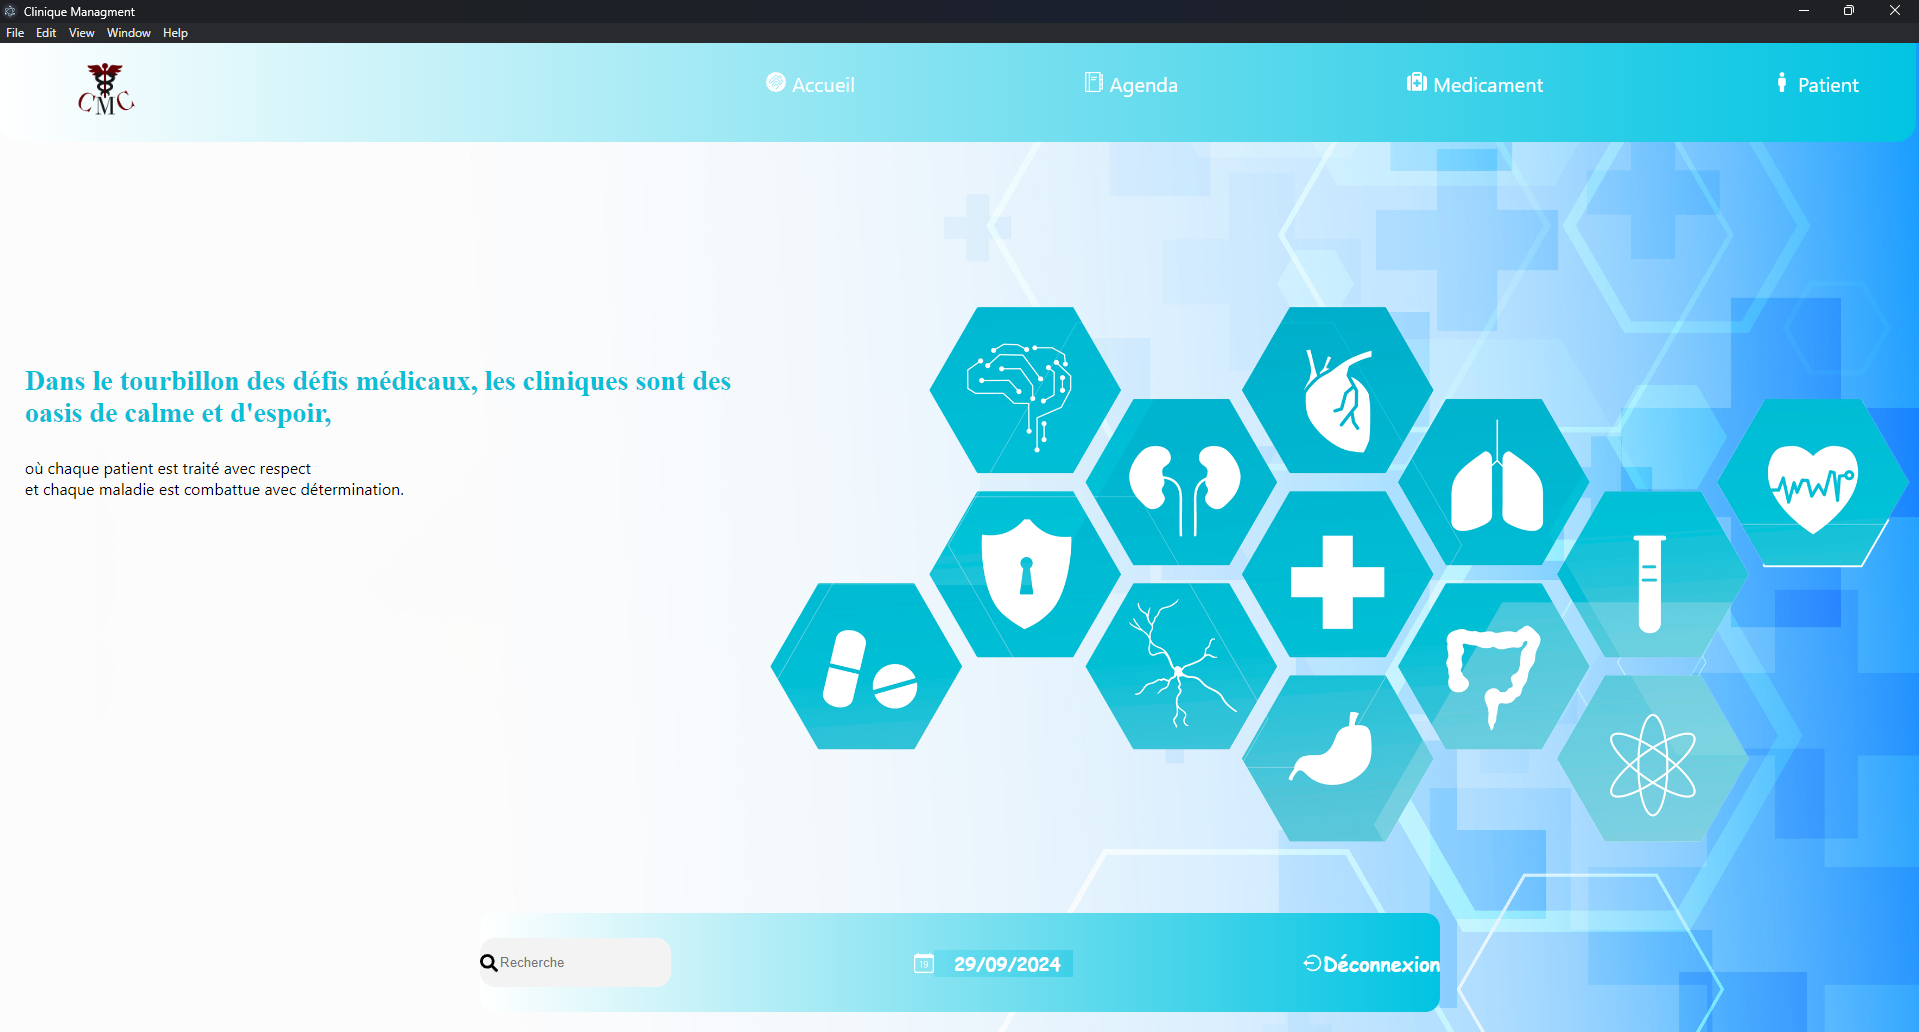 Clinique Managment
File Edit View Window Help
CMC
Accueil Agenda Medicament Patient
Dans le tourbillon des défis médicaux, les cliniques sont des
oasis de calme et d'espoir,
où chaque patient est traité avec respect
et chaque maladie est combattue avec détermination.
Recherche
19
29/09/2024
Déconnexion